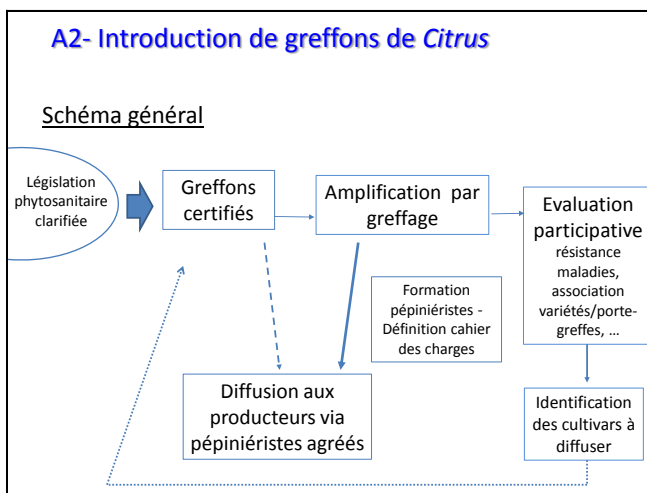 A2- Introduction de greffons de Citrus
Schéma général
Législation
phytosanitaire
clarifiée
Greffons
certifiés
Amplification par
greffage
Evaluation
participative
résistance
maladies,
association
variétés/porte-
greffes, ...
Formation
pépiniéristes -
Définition cahier
des charges
Diffusion aux
producteurs via
pépiniéristes agréés
Identification
des cultivars à
diffuser